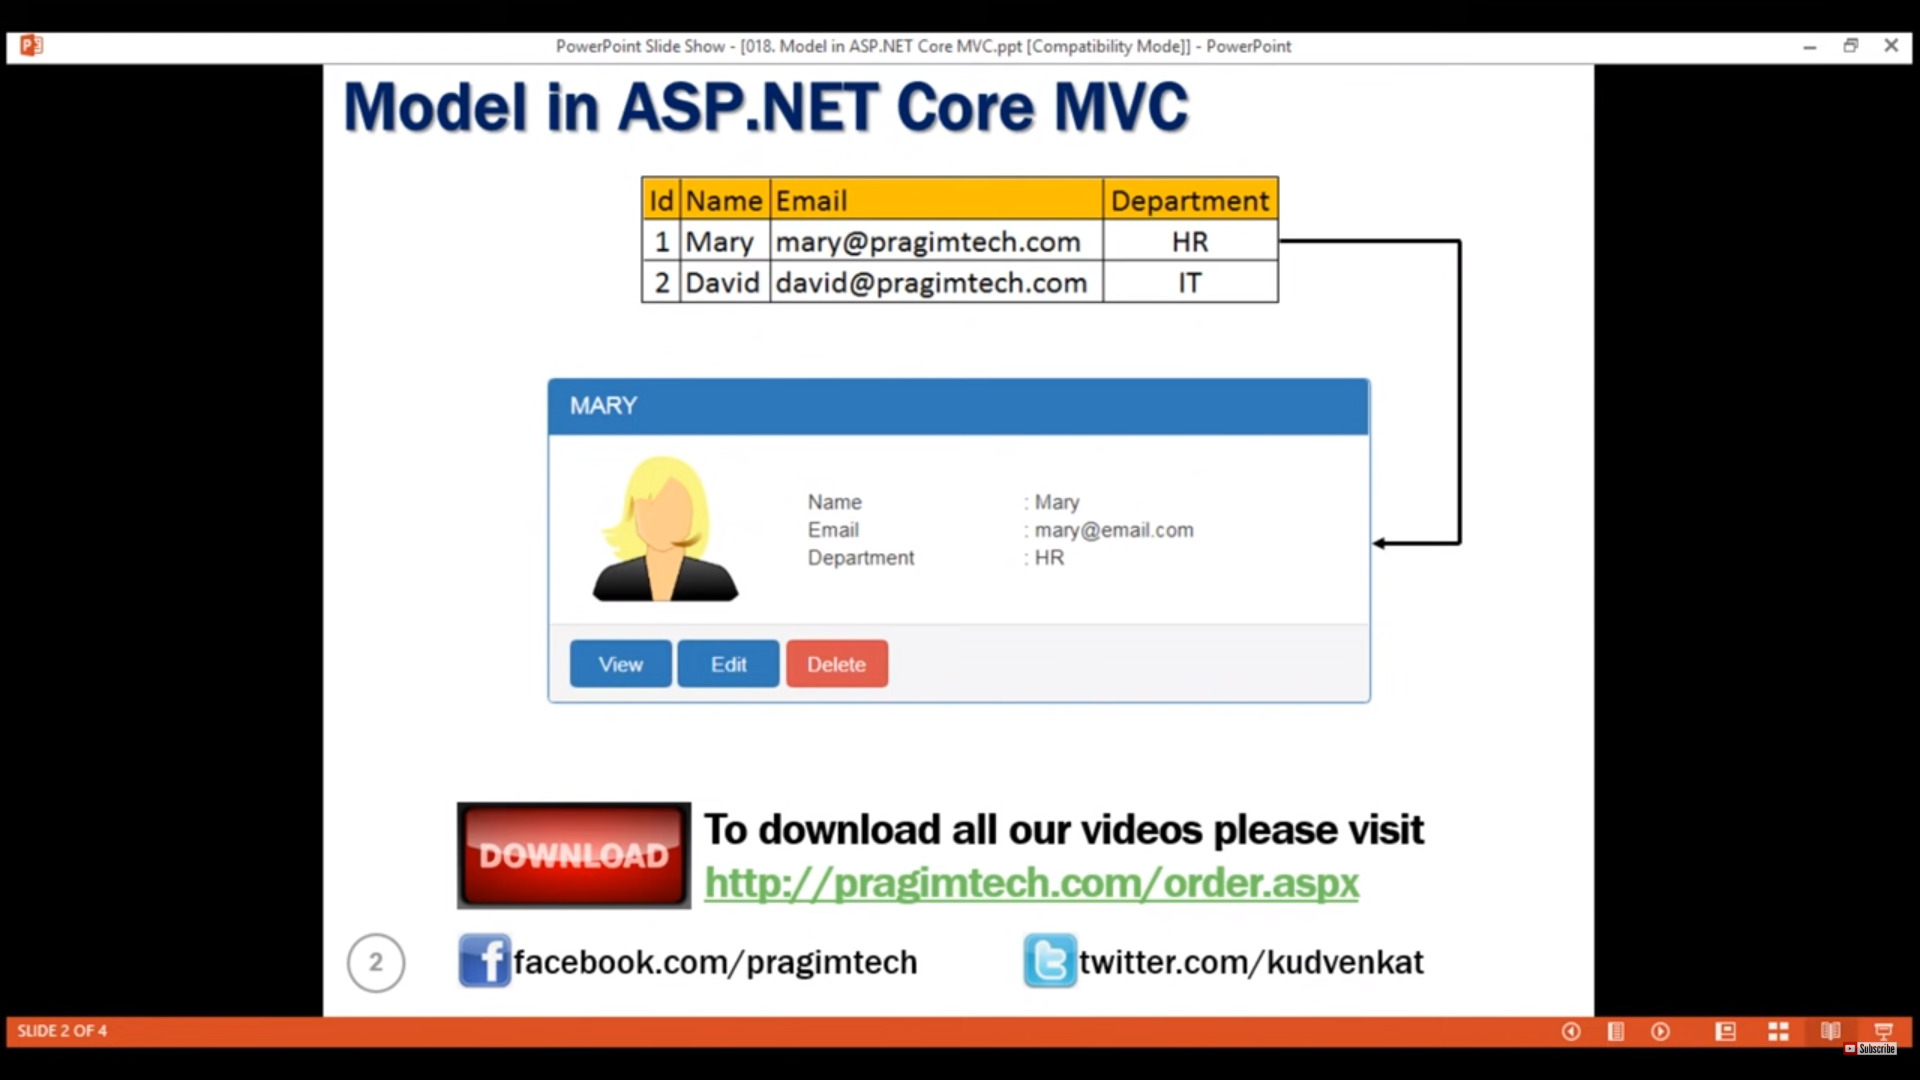 PowerPoint Slide Show - [018. Model in ASP.NET Core MVC.ppt [Compatibility Mode]] - PowerPoint
Model in ASP.NET Core MVC
Id Name Email Department
1 Mary mary@pragimtech.com HR
2 David david@pragimtech.com IT
MARY
Name : Mary
Email : mary@email.com
Department : HR
View Edit Delete
DOWNLOAD
To download all our videos please visit
http://pragimtech.com/order.aspx
2
facebook.com/pragimtech
twitter.com/kudvenkat
SLIDE 2 OF 4
Subscribe